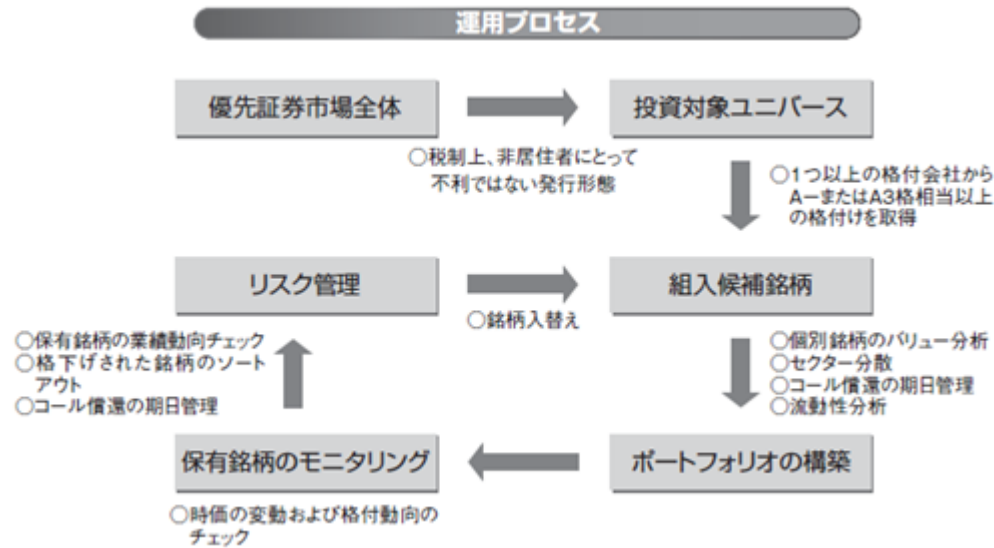 運用プロセス
優先証券市場全体
投資対象ユニバース
○税制上、非居住者にとって
不利ではない発行形態
○1つ以上の格付会社から
A−またはA3格相当以上
の格付けを取得
リスク管理
組入候補銘柄
○銘柄入替え
○保有銘柄の業績動向チェック
○格下げされた銘柄のソート
アウト
○コール償還の期日管理
○個別銘柄のバリュー分析
○セクター分散
○コール償還の期日管理
○流動性分析
保有銘柄のモニタリング
ポートフォリオの構築
○時価の変動および格付動向の
チェック